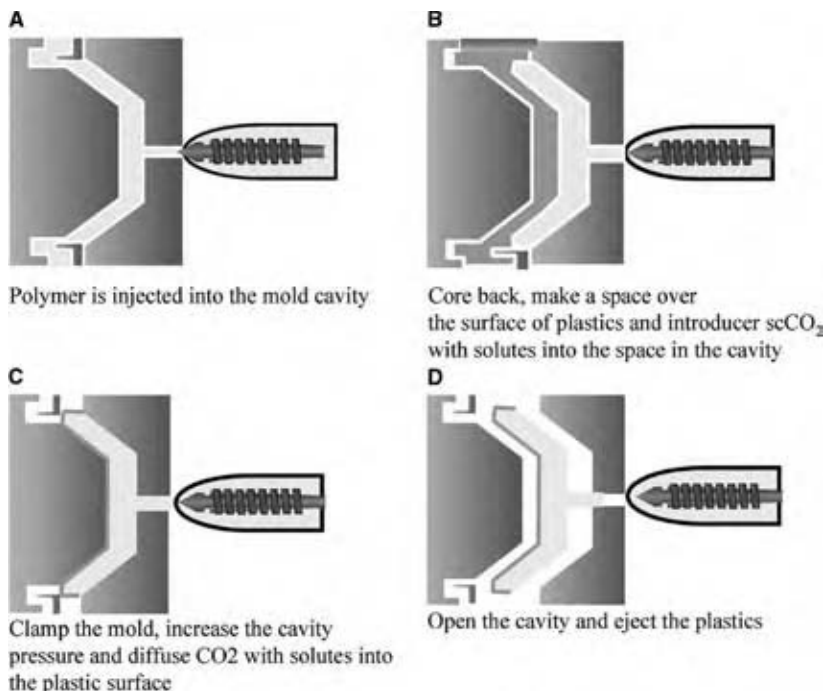 A
Polymer is injected into the mold cavity
B
Core back, make a space over
the surface of plastics and introducer scCO₂
with solutes into the space in the cavity
C
Clamp the mold, increase the cavity
pressure and diffuse CO2 with solutes into
the plastic surface
D
Open the cavity and eject the plastics